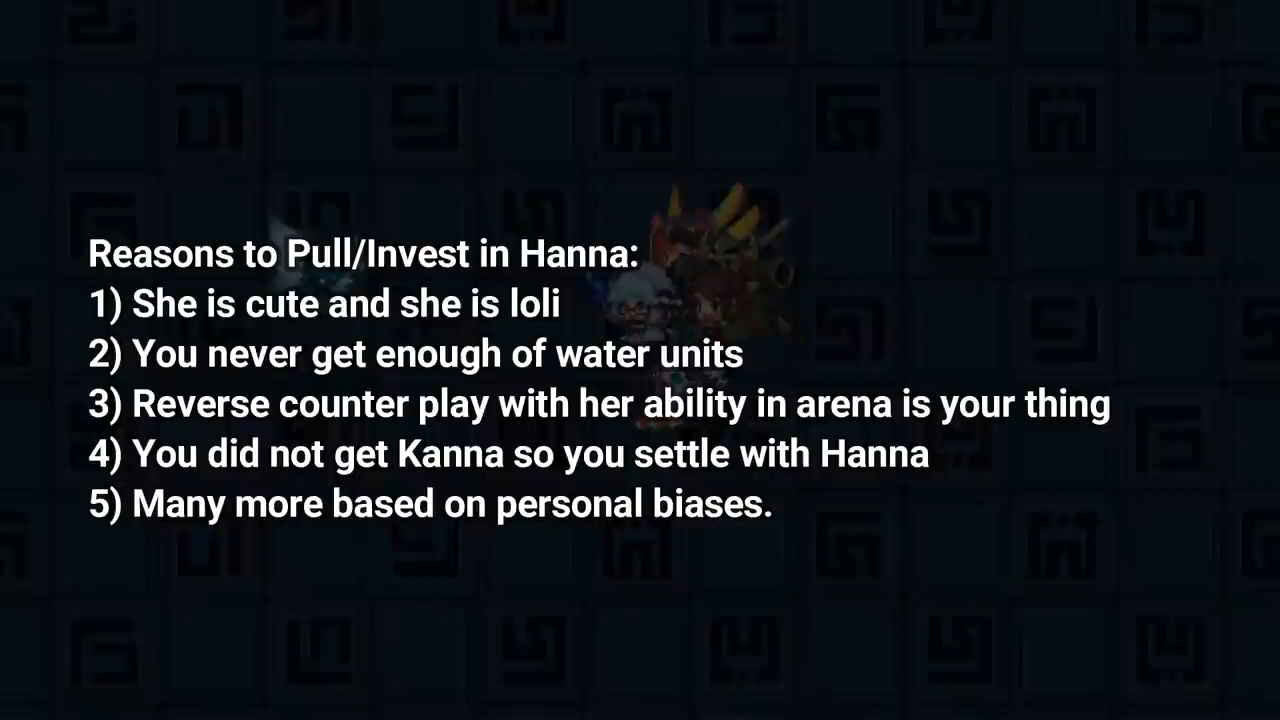 Reasons to Pull/Invest in Hanna:
1) She is cute and she is loli
2) You never get enough of water units
3) Reverse counter play with her ability in arena is your thing
4) You did not get Kanna so you settle with Hanna
5) Many more based on personal biases.